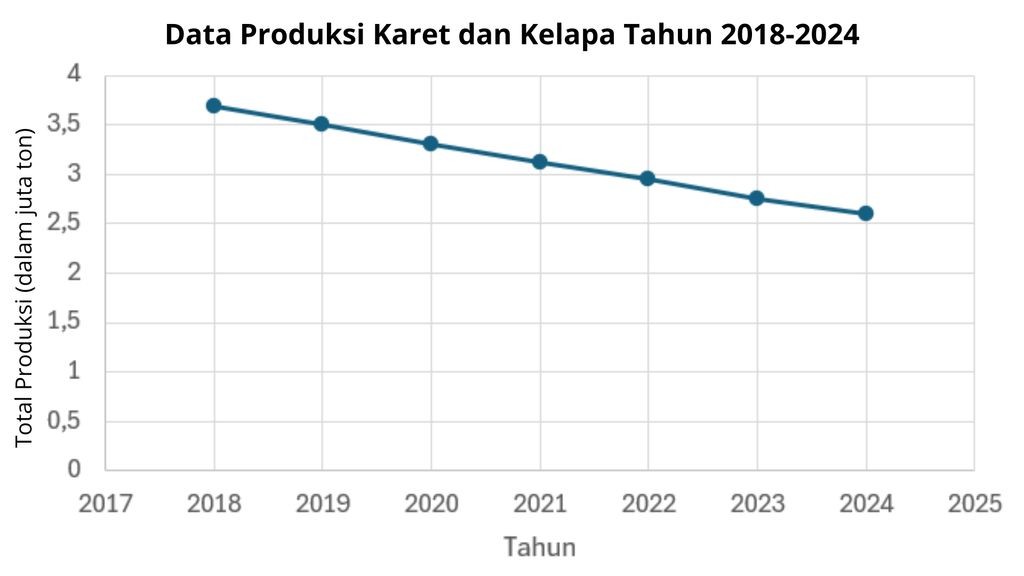 Data Produksi Karet dan Kelapa Tahun 2018-2024
Total Produksi (dalam juta ton)
4
3,5
3
2,5
2
1,5
1
0,5
0
2017 2018 2019 2020 2021 2022 2023 2024 2025
Tahun